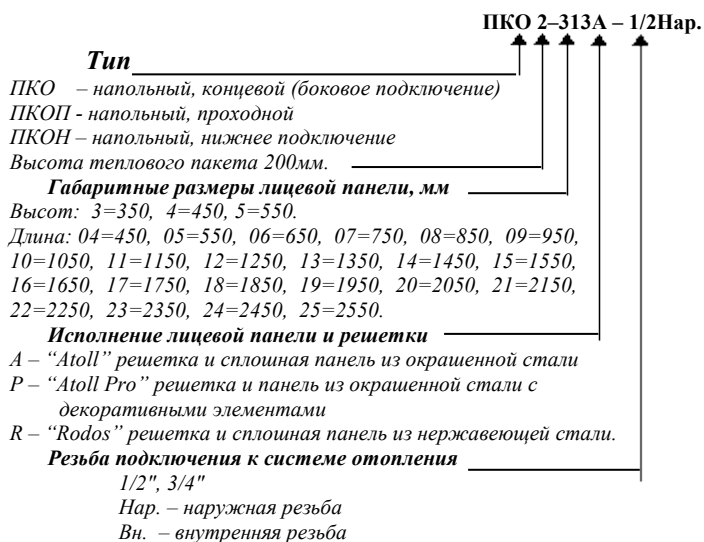 ПКО 2–313А – 1/2Нар.
Тип
ПКО – напольный, концевой (боковое подключение)
ПКОП - напольный, проходной
ПКОН – напольный, нижнее подключение
Высота теплового пакета 200мм.
Габаритные размеры лицевой панели, мм
Высот: 3=350, 4=450, 5=550.
Длина: 04=450, 05=550, 06=650, 07=750, 08=850, 09=950,
10=1050, 11=1150, 12=1250, 13=1350, 14=1450, 15=1550,
16=1650, 17=1750, 18=1850, 19=1950, 20=2050, 21=2150,
22=2250, 23=2350, 24=2450, 25=2550.
Исполнение лицевой панели и решетки
A – “Atoll” решетка и сплошная панель из окрашенной стали
P – “Atoll Pro” решетка и панель из окрашенной стали с
декоративными элементами
R – “Rodos” решетка и сплошная панель из нержавеющей стали.
Резьба подключения к системе отопления
1/2", 3/4"
Нар. – наружная резьба
Вн. – внутренняя резьба